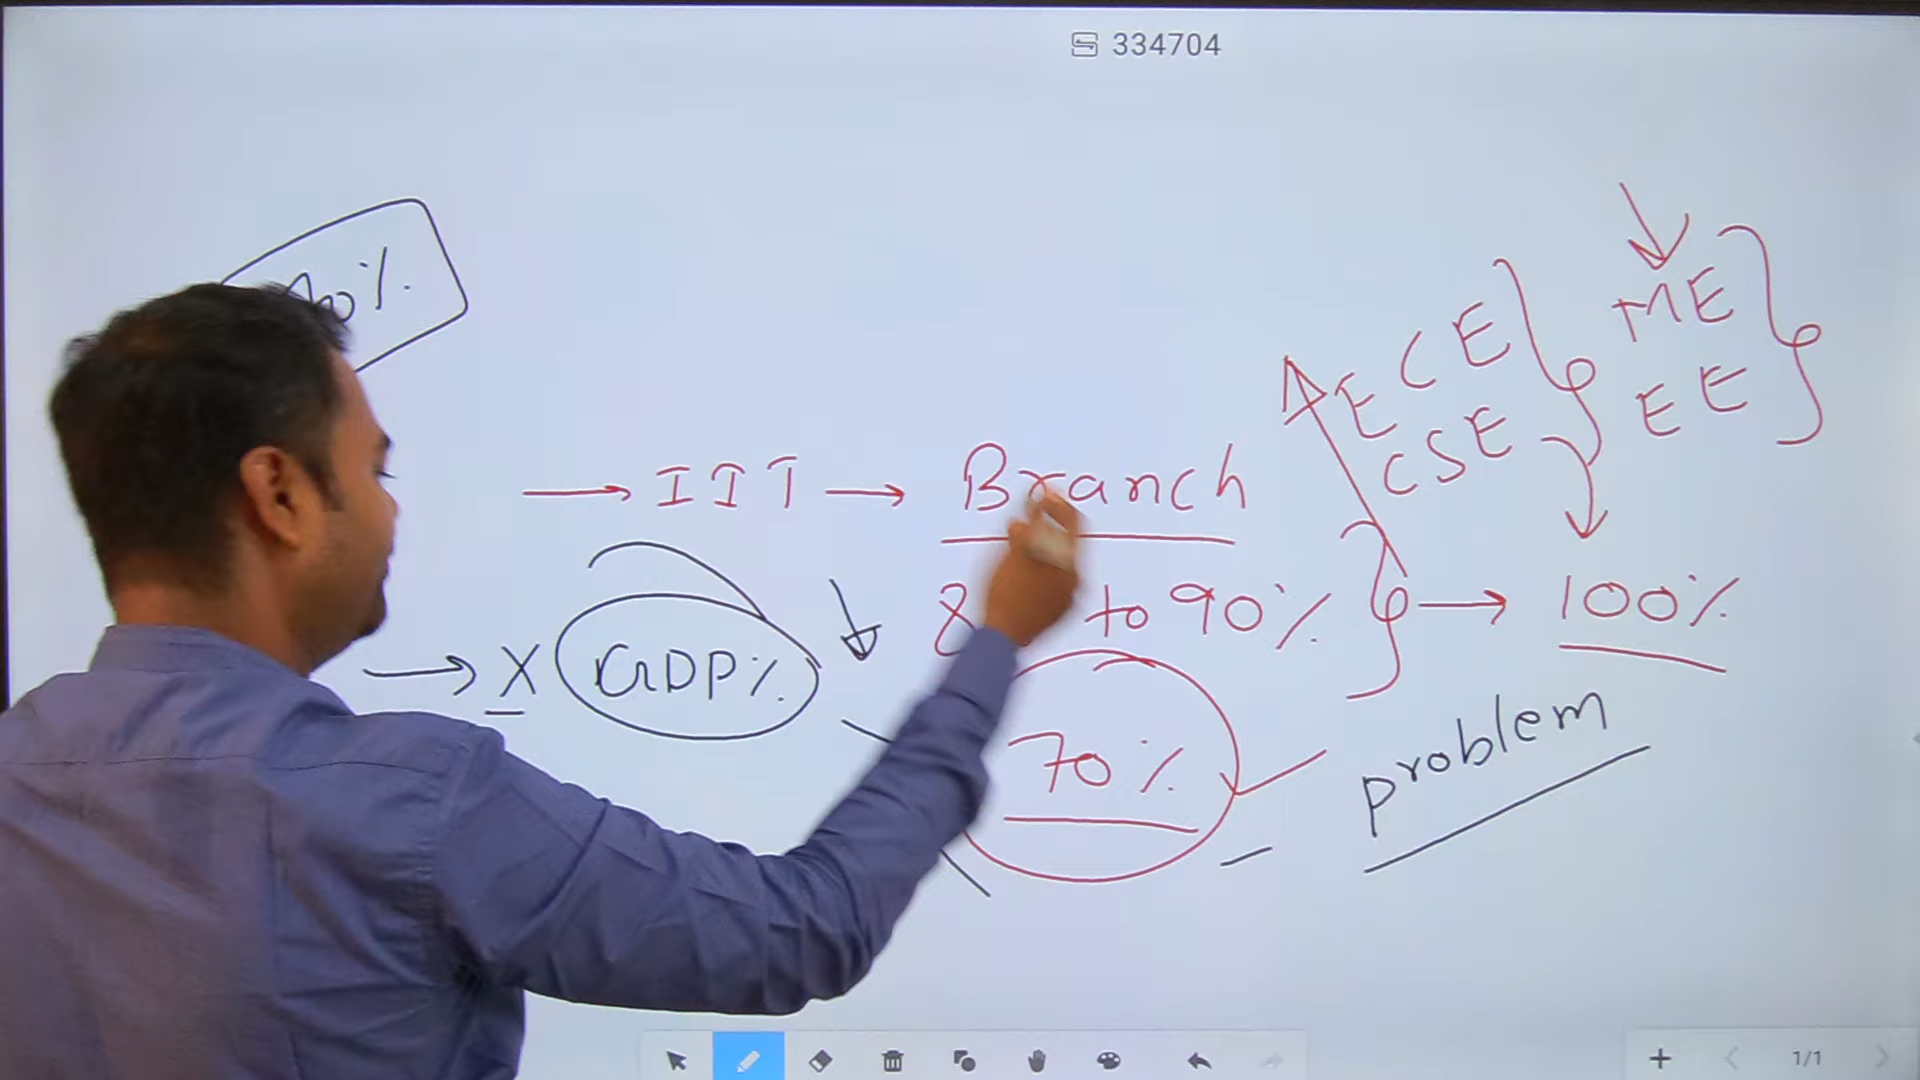 334704
→ IIT → Branch
ECE
CSE
ME
EE
to 90% → 100%
→ X GDP%
70%
problem
1/1